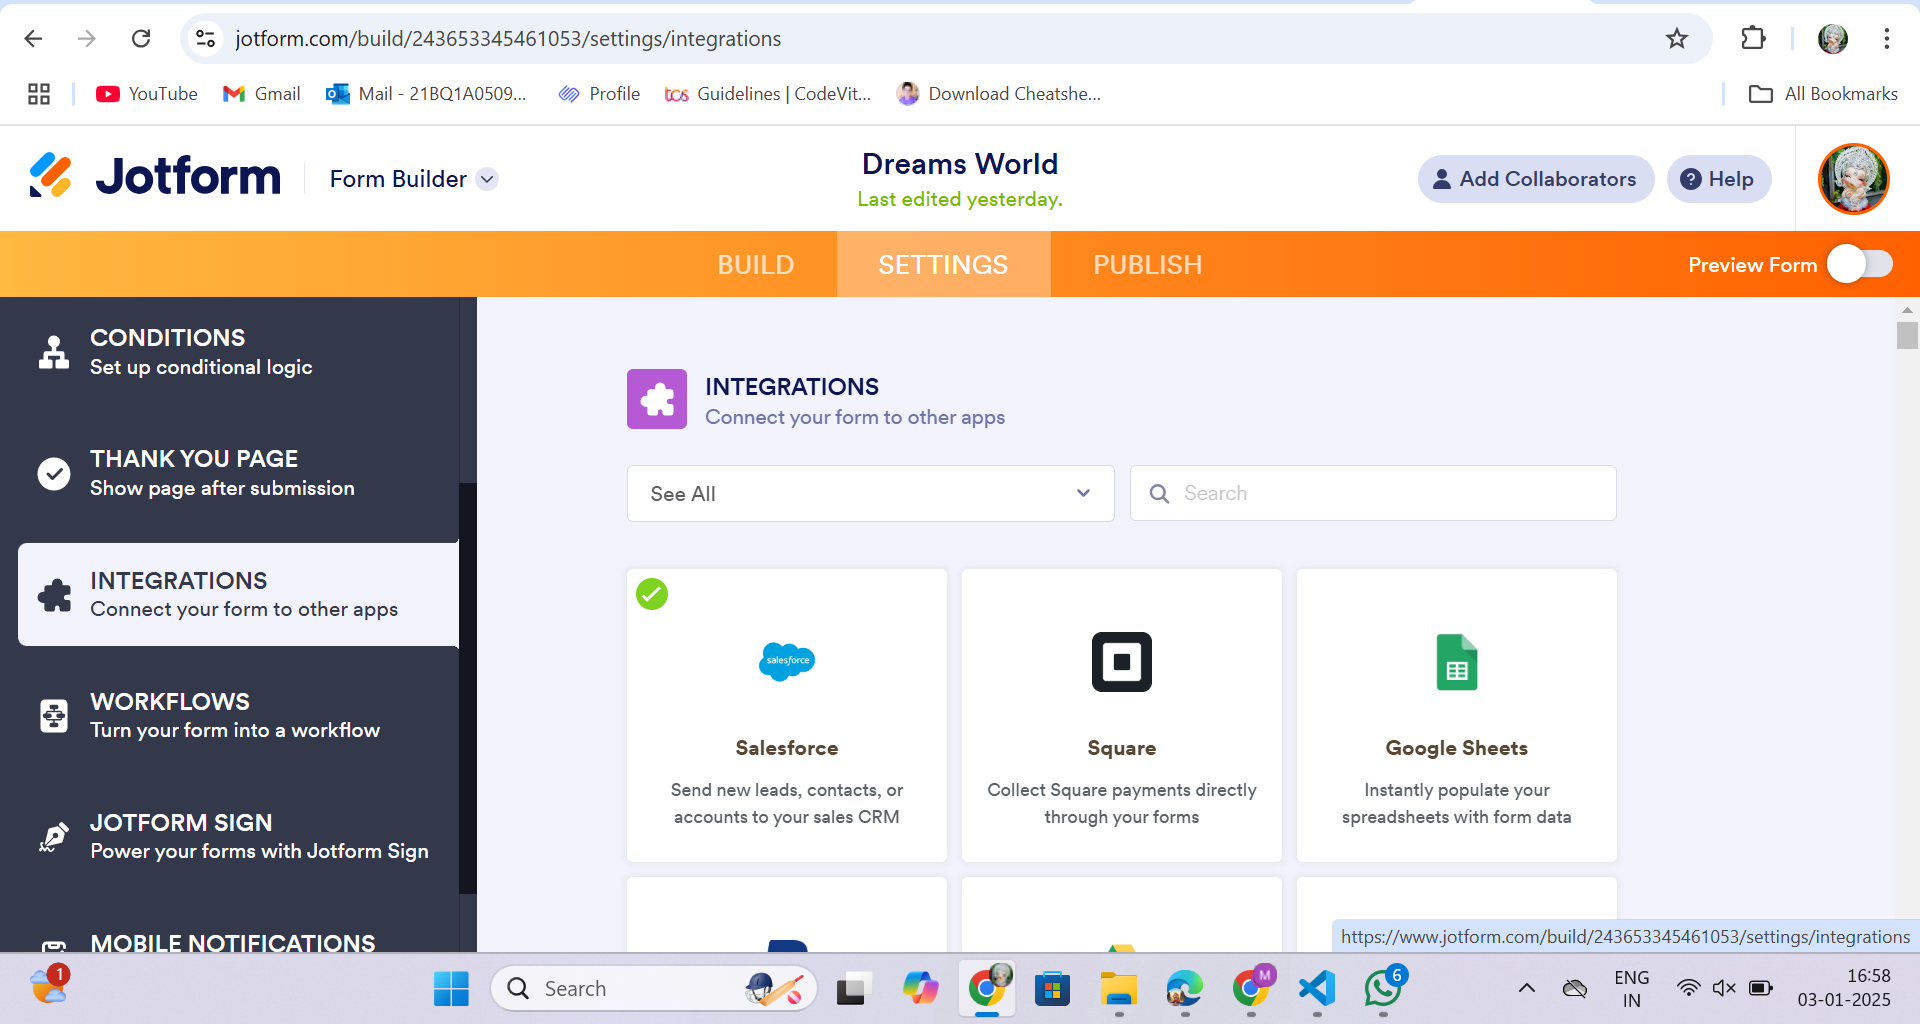 jotform.com/build/243653345461053/settings/integrations
YouTube
Gmail
Mail - 21BQ1A0509...
Profile
tcs
Guidelines | CodeVit...
Download Cheatshe...
All Bookmarks
Jotform
Form Builder
Dreams World
Last edited yesterday.
Add Collaborators
? Help
BUILD
SETTINGS
PUBLISH
Preview Form
CONDITIONS
Set up conditional logic
THANK YOU PAGE
Show page after submission
INTEGRATIONS
Connect your form to other apps
WORKFLOWS
Turn your form into a workflow
JOTFORM SIGN
Power your forms with Jotform Sign
MOBILE NOTIFICATIONS
INTEGRATIONS
Connect your form to other apps
See All
Search
salesforce
Salesforce
Send new leads, contacts, or
accounts to your sales CRM
Square
Collect Square payments directly
through your forms
Google Sheets
Instantly populate your
spreadsheets with form data
https://www.jotform.com/build/243653345461053/settings/integrations
1
Search
M
6
ENG
IN
16:58
03-01-2025